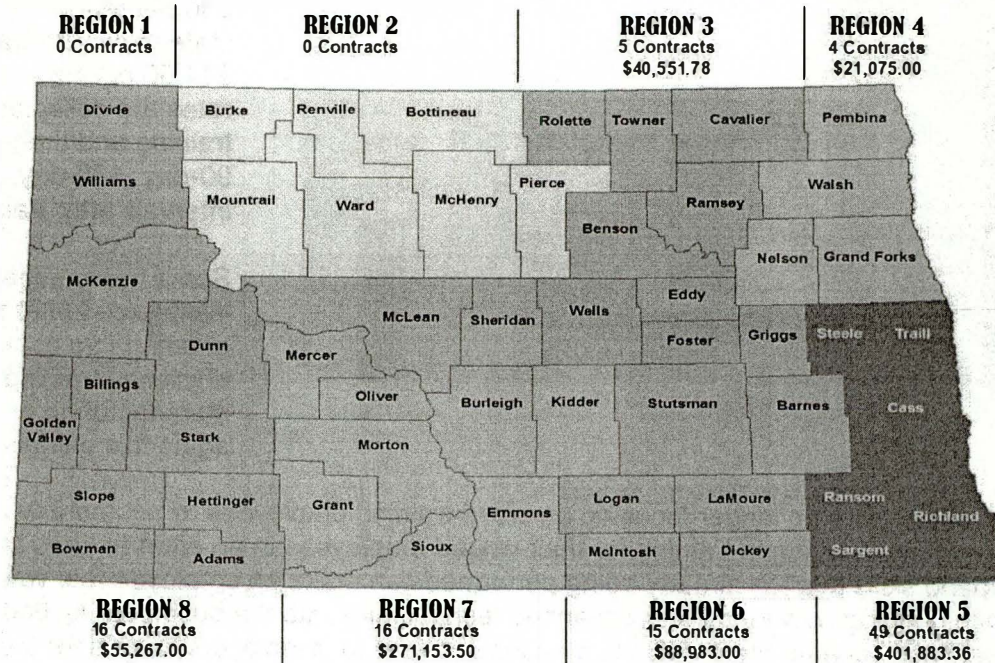 REGION 1
0 Contracts
REGION 2
0 Contracts
REGION 3
5 Contracts
$40,551.78
REGION 4
4 Contracts
$21,075.00
Divide
Burke
Renville
Bottineau
Rolette
Towner
Cavalier
Pembina
Williams
Mountrail
Ward
McHenry
Pierce
Benson
Ramsey
Walsh
Nelson
Grand Forks
McKenzie
Dunn
McLean
Mercer
Oliver
Sheridan
Wells
Eddy
Foster
Griggs
Steele
Traill
Billings
Golden
Valley
Stark
Morton
Burleigh
Kidder
Stutsman
Barnes
Cass
Slope
Hettinger
Grant
Sioux
Emmons
Logan
LaMoure
Ransom
Richland
Bowman
Adams
McIntosh
Dickey
Sargent
REGION 8
16 Contracts
$55,267.00
REGION 7
16 Contracts
$271,153.50
REGION 6
15 Contracts
$88,983.00
REGION 5
49 Contracts
$401,883.36